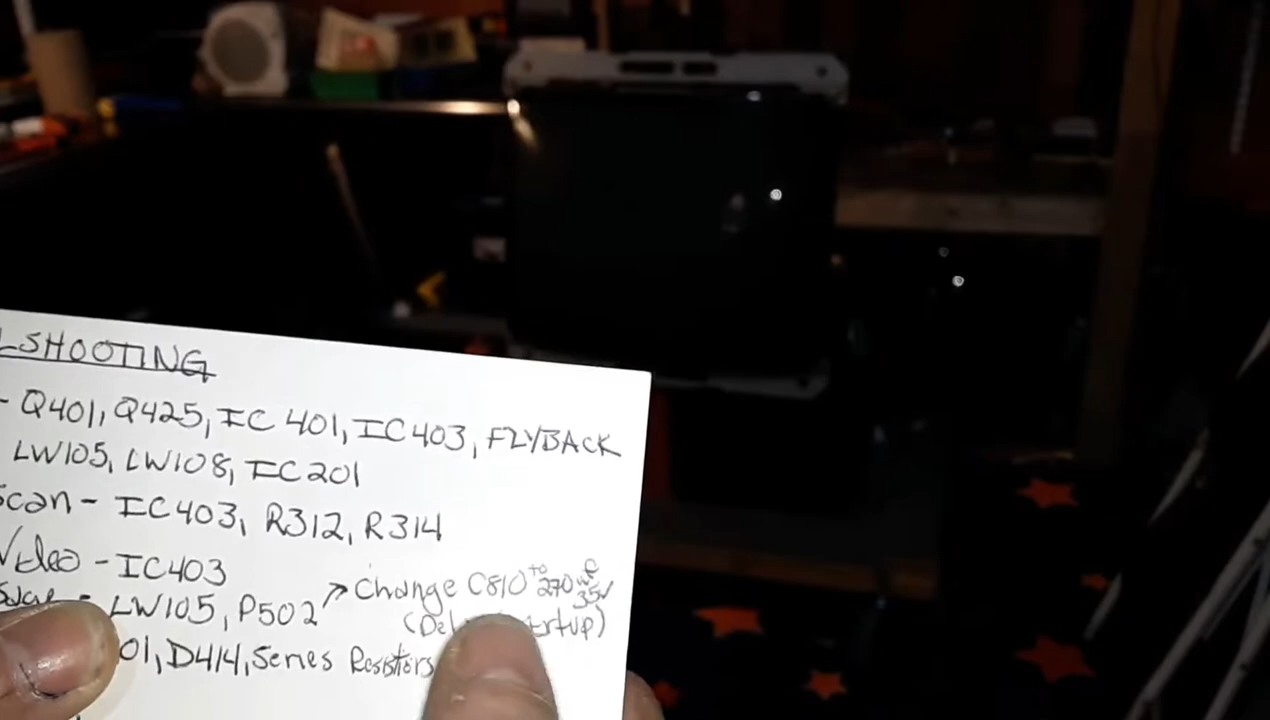 LSHOOTING
- Q401, Q425, IC 401, IC403, FLYBACK
LW105, LW108, IC201
Scan - IC403, R312, R314
Video - IC403
LW105, P502
→ Change C810 to 270uf 35v
01, D414, Series Resistors